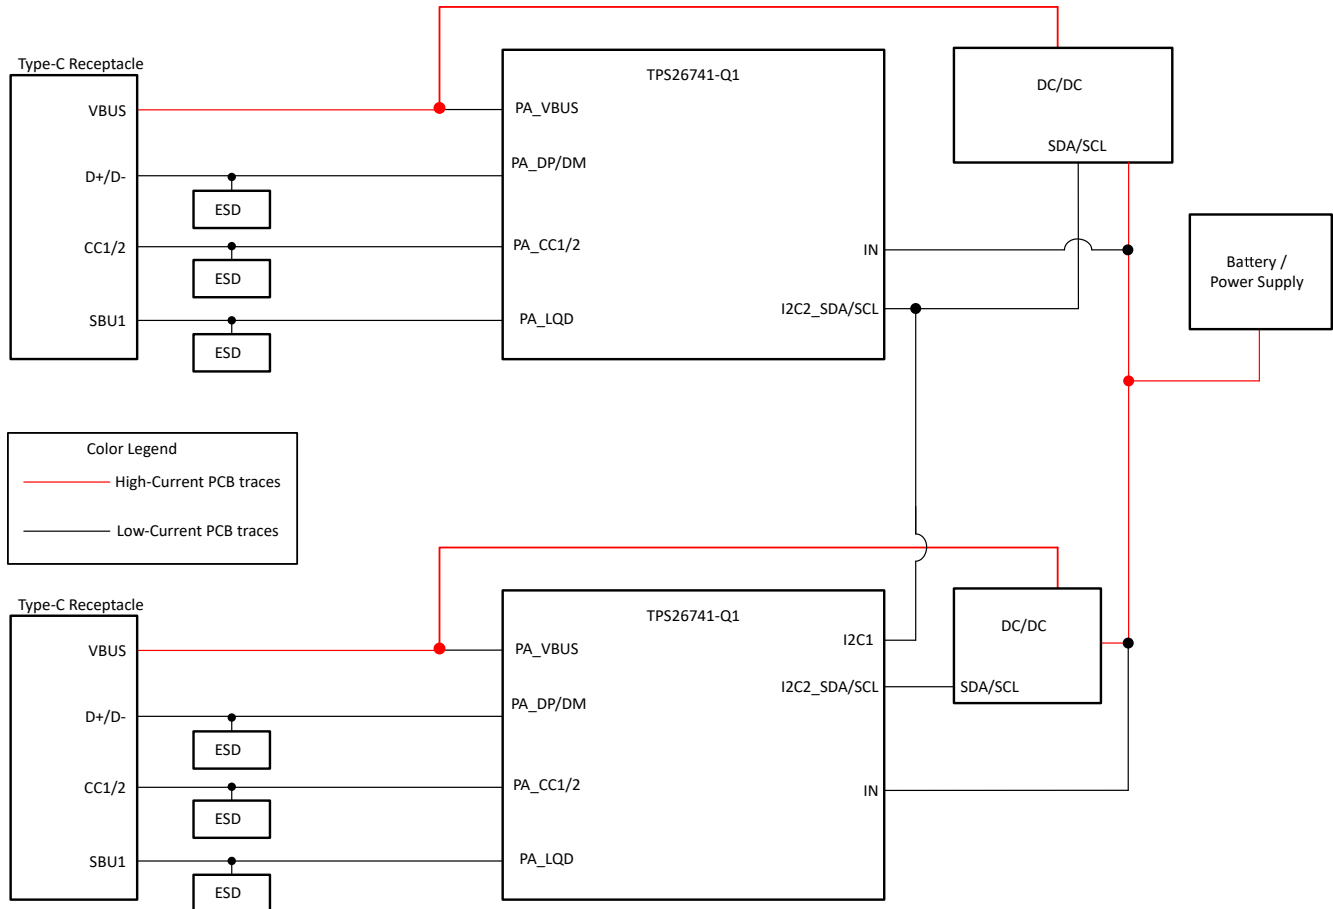 Type-C Receptacle
VBUS
D+/D-
CC1/2
SBU1
ESD
ESD
ESD
TPS26741-Q1
PA_VBUS
PA_DP/DM
PA_CC1/2
PA_LQD
IN
I2C2_SDA/SCL
DC/DC
SDA/SCL
Battery /
Power Supply
Color Legend
High-Current PCB traces
Low-Current PCB traces
Type-C Receptacle
VBUS
D+/D-
CC1/2
SBU1
ESD
ESD
ESD
TPS26741-Q1
PA_VBUS
PA_DP/DM
PA_CC1/2
PA_LQD
I2C1
I2C2_SDA/SCL
IN
DC/DC
SDA/SCL